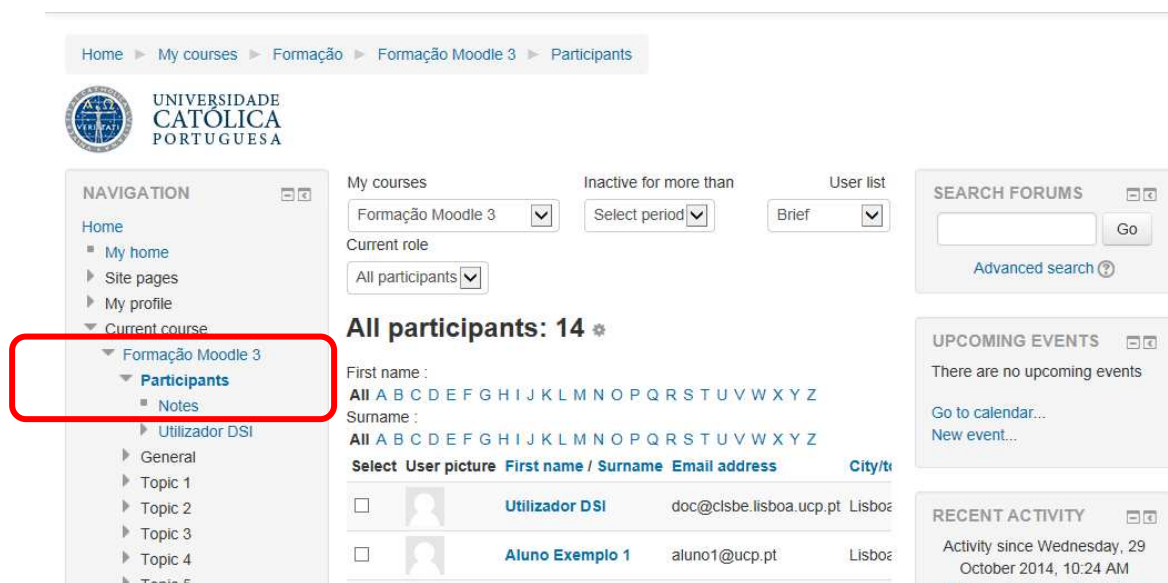 Home My courses Formação Formação Moodle 3 Participants
UNIVERSIDADE
CATÓLICA
PORTUGUESA
NAVIGATION
Home
My home
Site pages
My profile
Current course
Formação Moodle 3
Participants
Notes
Utilizador DSI
General
Topic 1
Topic 2
Topic 3
Topic 4
My courses Inactive for more than User list
Formação Moodle 3 Select period Brief
Current role
All participants
All participants: 14
First name :
All A B C D E F G H I J K L M N O P Q R S T U V W X Y Z
Surname :
All A B C D E F G H I J K L M N O P Q R S T U V W X Y Z
Select User picture First name / Surname Email address City/to
Utilizador DSI doc@clsbe.lisboa.ucp.pt Lisboa
Aluno Exemplo 1 aluno1@ucp.pt Lisboa
SEARCH FORUMS
Go
Advanced search
UPCOMING EVENTS
There are no upcoming events
Go to calendar...
New event...
RECENT ACTIVITY
Activity since Wednesday, 29
October 2014, 10:24 AM